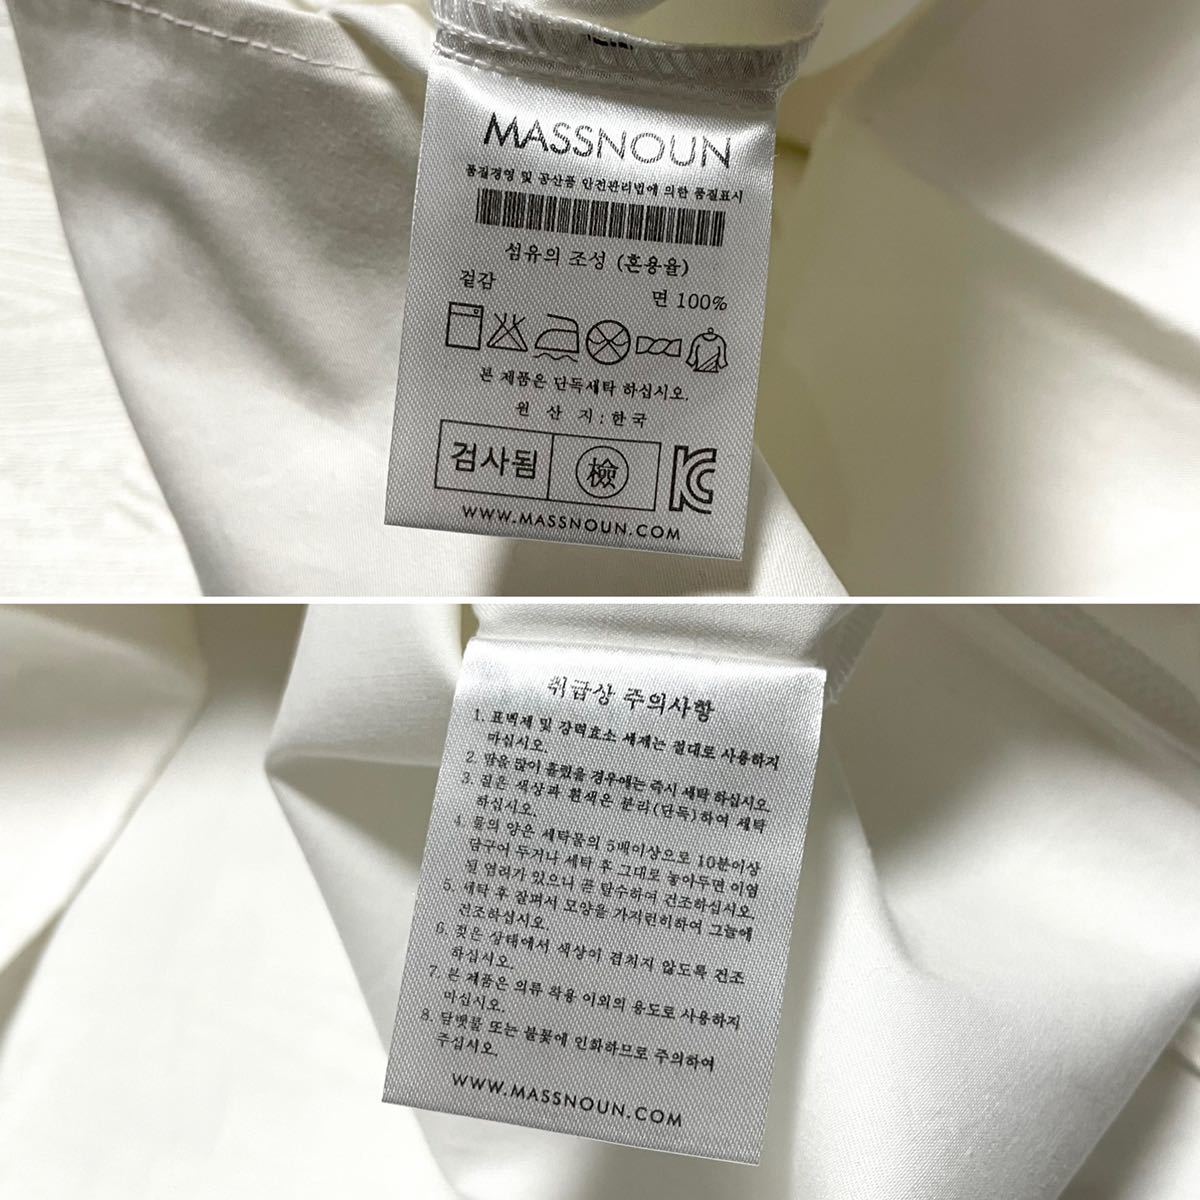 MASSNOUN
품질경영 및 공산품 안전관리법에 의한 품질표시
섬유의 조성 (혼용율)
겉감 면 100%
본 제품은 단독세탁 하십시오.
원 산 지 : 한국
검사됨 檢
WWW.MASSNOUN.COM
취급상 주의사항
1. 표백제 및 강력효소 세제는 절대로 사용하지
마십시오.
2. 땀을 많이 흘렸을 경우에는 즉시 세탁 하십시오.
3. 짙은 색상과 흰색은 분리(단독)하여 세탁
하십시오.
4. 물의 양은 세탁물의 5배이상으로 10분이상
담구어 두거나 세탁 후 그대로 놓아두면 이염
될 염려가 있으니 곧 탈수하여 건조하십시오.
5. 세탁 후 잘펴서 모양을 가지런히하여 그늘에
건조하십시오.
6. 젖은 상태에서 색상이 겹치지 않도록 건조
하십시오.
7. 본 제품은 의류 착용 이외의 용도로 사용하지
마십시오.
8. 담뱃불 또는 불꽃에 인화하므로 주의하여
주십시오.
WWW.MASSNOUN.COM